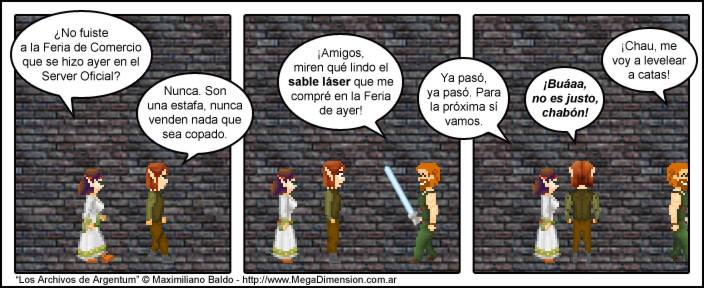 ¿No fuiste
a la Feria de Comercio
que se hizo ayer en el
Server Oficial?
Nunca. Son
una estafa, nunca
venden nada que
sea copado.
¡Amigos,
miren qué lindo el
sable láser que me
compré en la Feria
de ayer!
Ya pasó,
ya pasó. Para
la próxima sí
vamos.
¡Buáaa,
no es justo,
chabón!
¡Chau, me
voy a levelear
a catas!
"Los Archivos de Argentum" © Maximiliano Baldo - http://www.MegaDimension.com.ar